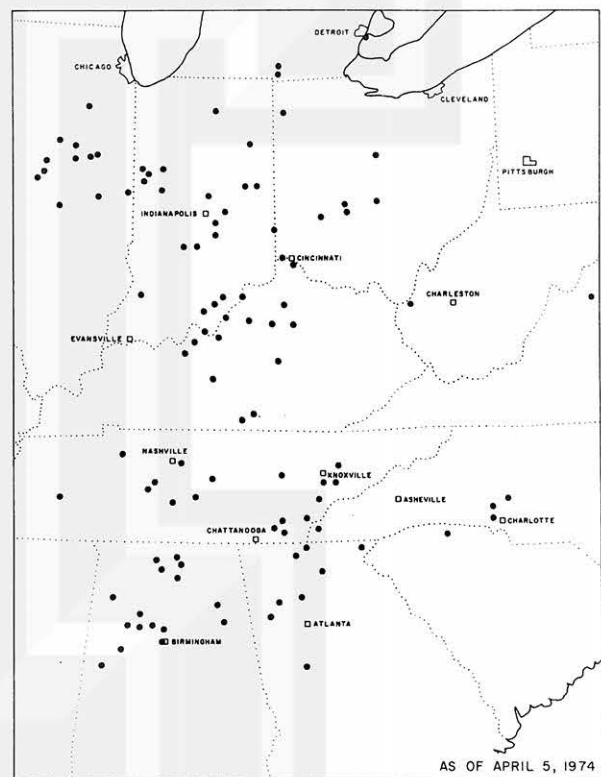 DETROIT
CHICAGO
CLEVELAND
PITTSBURGH
INDIANAPOLIS
CINCINNATI
CHARLESTON
EVANSVILLE
NASHVILLE
KNOXVILLE
ASHEVILLE
CHARLOTTE
CHATTANOOGA
ATLANTA
BIRMINGHAM
AS OF APRIL 5, 1974